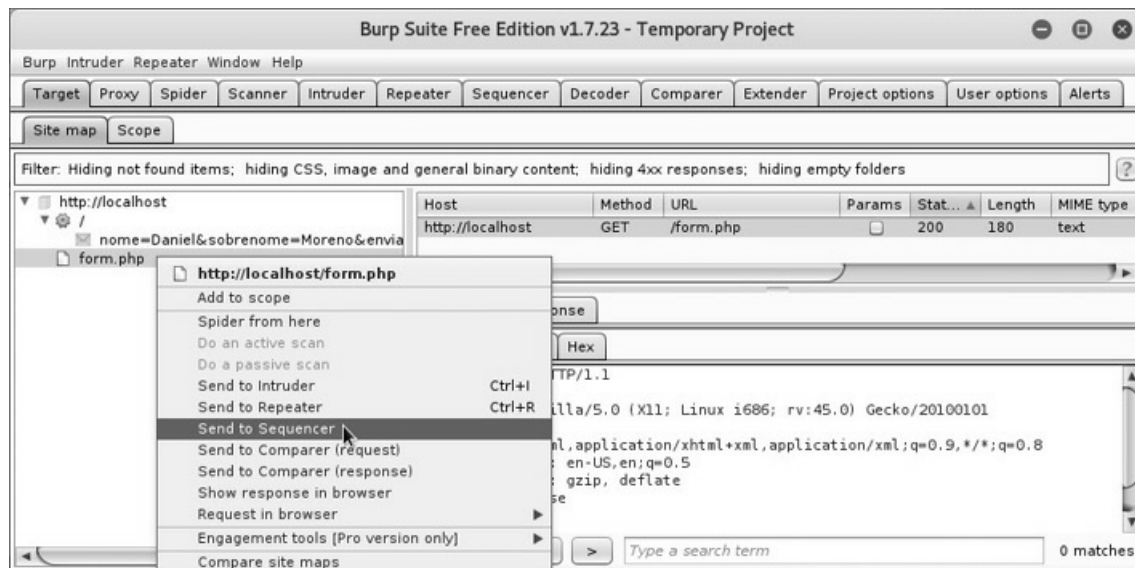 Burp Suite Free Edition v1.7.23 - Temporary Project
Burp Intruder Repeater Window Help
Target Proxy Spider Scanner Intruder Repeater Sequencer Decoder Comparer Extender Project options User options Alerts
Site map Scope
Filter: Hiding not found items; hiding CSS, image and general binary content; hiding 4xx responses; hiding empty folders ?
http://localhost
/
nome=Daniel&sobrenome=Moreno&envia
form.php
Host Method URL Params Stat... Length MIME type
http://localhost GET /form.php 200 180 text
http://localhost/form.php
Add to scope
Spider from here
Do an active scan
Do a passive scan
Send to Intruder Ctrl+I
Send to Repeater Ctrl+R
Send to Sequencer
Send to Comparer (request)
Send to Comparer (response)
Show response in browser
Request in browser
Engagement tools [Pro version only]
Compare site maps
onse
Hex
TTP/1.1
illa/5.0 (X11; Linux i686; rv:45.0) Gecko/20100101
ml,application/xhtml+xml,application/xml;q=0.9,*/*;q=0.8
: en-US,en;q=0.5
: gzip, deflate
se
> Type a search term 0 matches